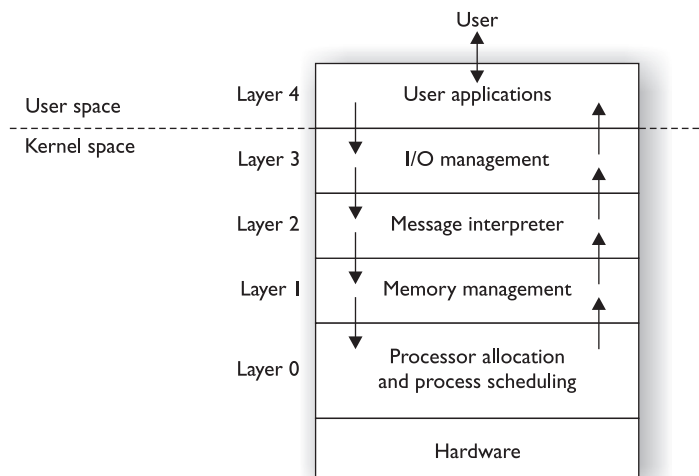 User
Layer 4
User applications
User space
Kernel space
Layer 3
I/O management
Layer 2
Message interpreter
Layer 1
Memory management
Layer 0
Processor allocation
and process scheduling
Hardware